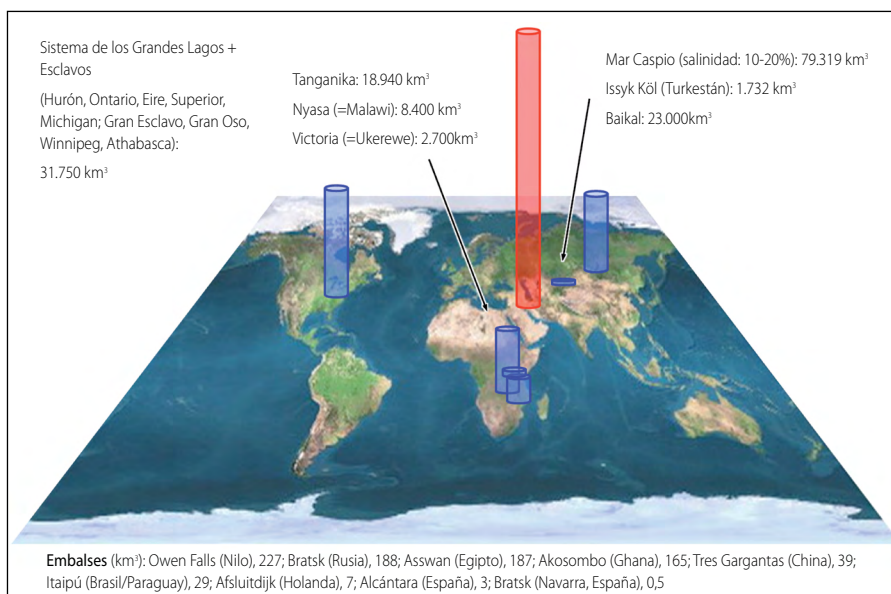 Sistema de los Grandes Lagos +
Esclavos
(Hurón, Ontario, Eire, Superior,
Michigan; Gran Esclavo, Gran Oso,
Winnipeg, Athabasca):
31.750 km³
Tanganika: 18.940 km³
Nyasa (=Malawi): 8.400 km³
Victoria (=Ukerewe): 2.700km³
Mar Caspio (salinidad: 10-20%): 79.319 km³
Issyk Köl (Turkestán): 1.732 km³
Baikal: 23.000km³
Embalses (km³): Owen Falls (Nilo), 227; Bratsk (Rusia), 188; Asswan (Egipto), 187; Akosombo (Ghana), 165; Tres Gargantas (China), 39;
Itaipú (Brasil/Paraguay), 29; Afsluitdijk (Holanda), 7; Alcántara (España), 3; Bratsk (Navarra, España), 0,5